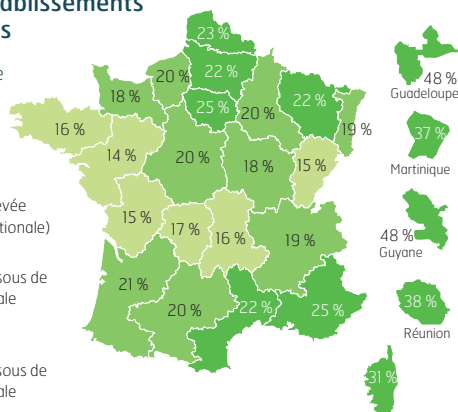 ablissements
s
e
evée
tionale)
sous de
ale
sous de
ale
23 %
20 %
22 %
18 %
25 %
20 %
22 %
19 %
16 %
14 %
20 %
18 %
15 %
15 %
17 %
16 %
19 %
21 %
20 %
22 %
25 %
31 %
48 %
Guadeloupe
37 %
Martinique
48 %
Guyane
38 %
Réunion